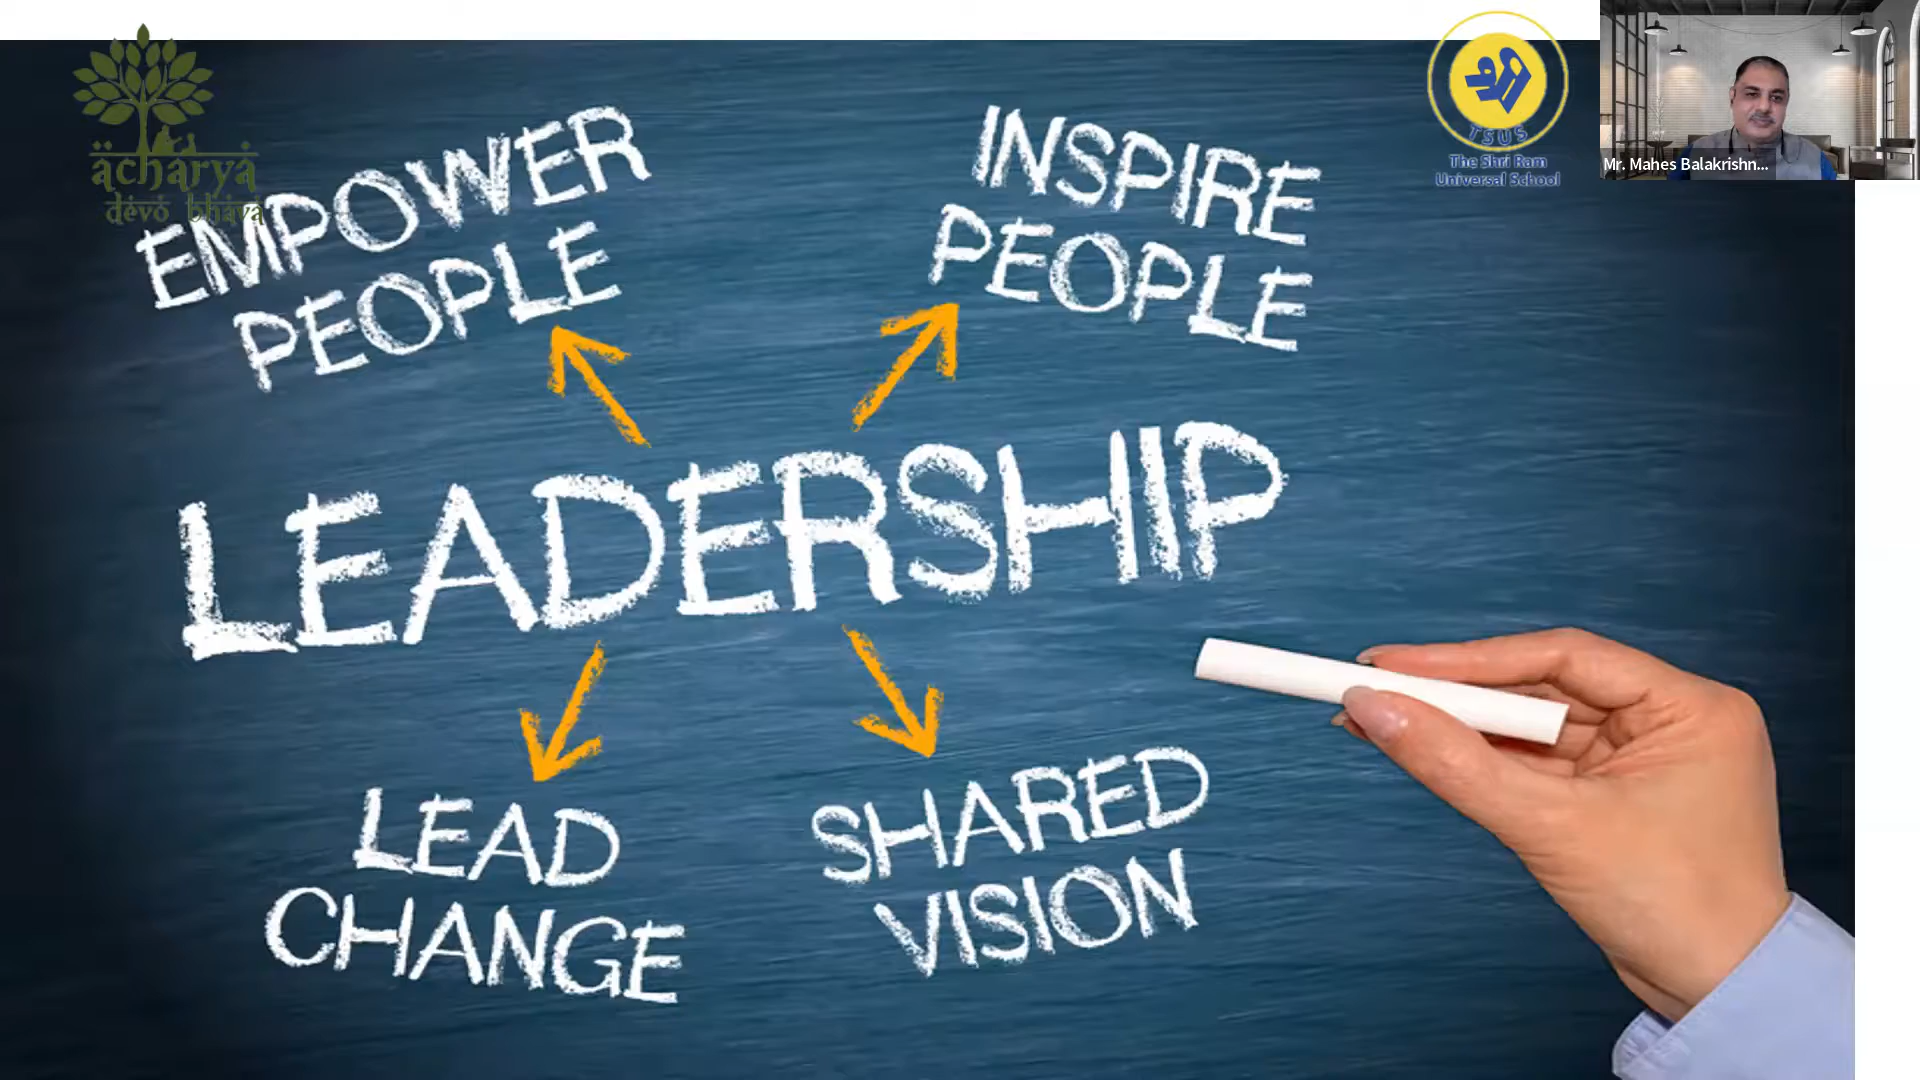 ächarya
devo bhava
EMPOWER
PEOPLE
INSPIRE
PEOPLE
LEADERSHIP
LEAD
CHANGE
SHARED
VISION
TSUS
The Shri Ram
Universal School
Mr. Mahes Balakrishn...